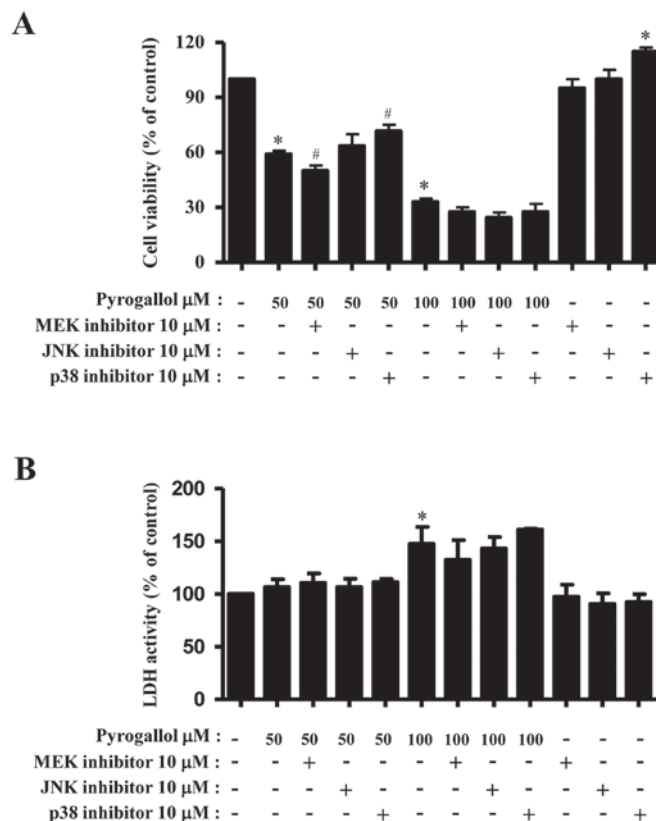 A
Cell viability (% of control)
120
90
60
30
0
* # # * *
Pyrogallol µM : - 50 50 50 50 100 100 100 100 - - -
MEK inhibitor 10 µM : - - + - - - + - - + - -
JNK inhibitor 10 µM : - - - + - - - + - - + -
p38 inhibitor 10 µM : - - - - + - - - + - - +
B
LDH activity (% of control)
200
150
100
50
0
*
Pyrogallol µM : - 50 50 50 50 100 100 100 100 - - -
MEK inhibitor 10 µM : - - + - - - + - - + - -
JNK inhibitor 10 µM : - - - + - - - + - - + -
p38 inhibitor 10 µM : - - - - + - - - + - - +